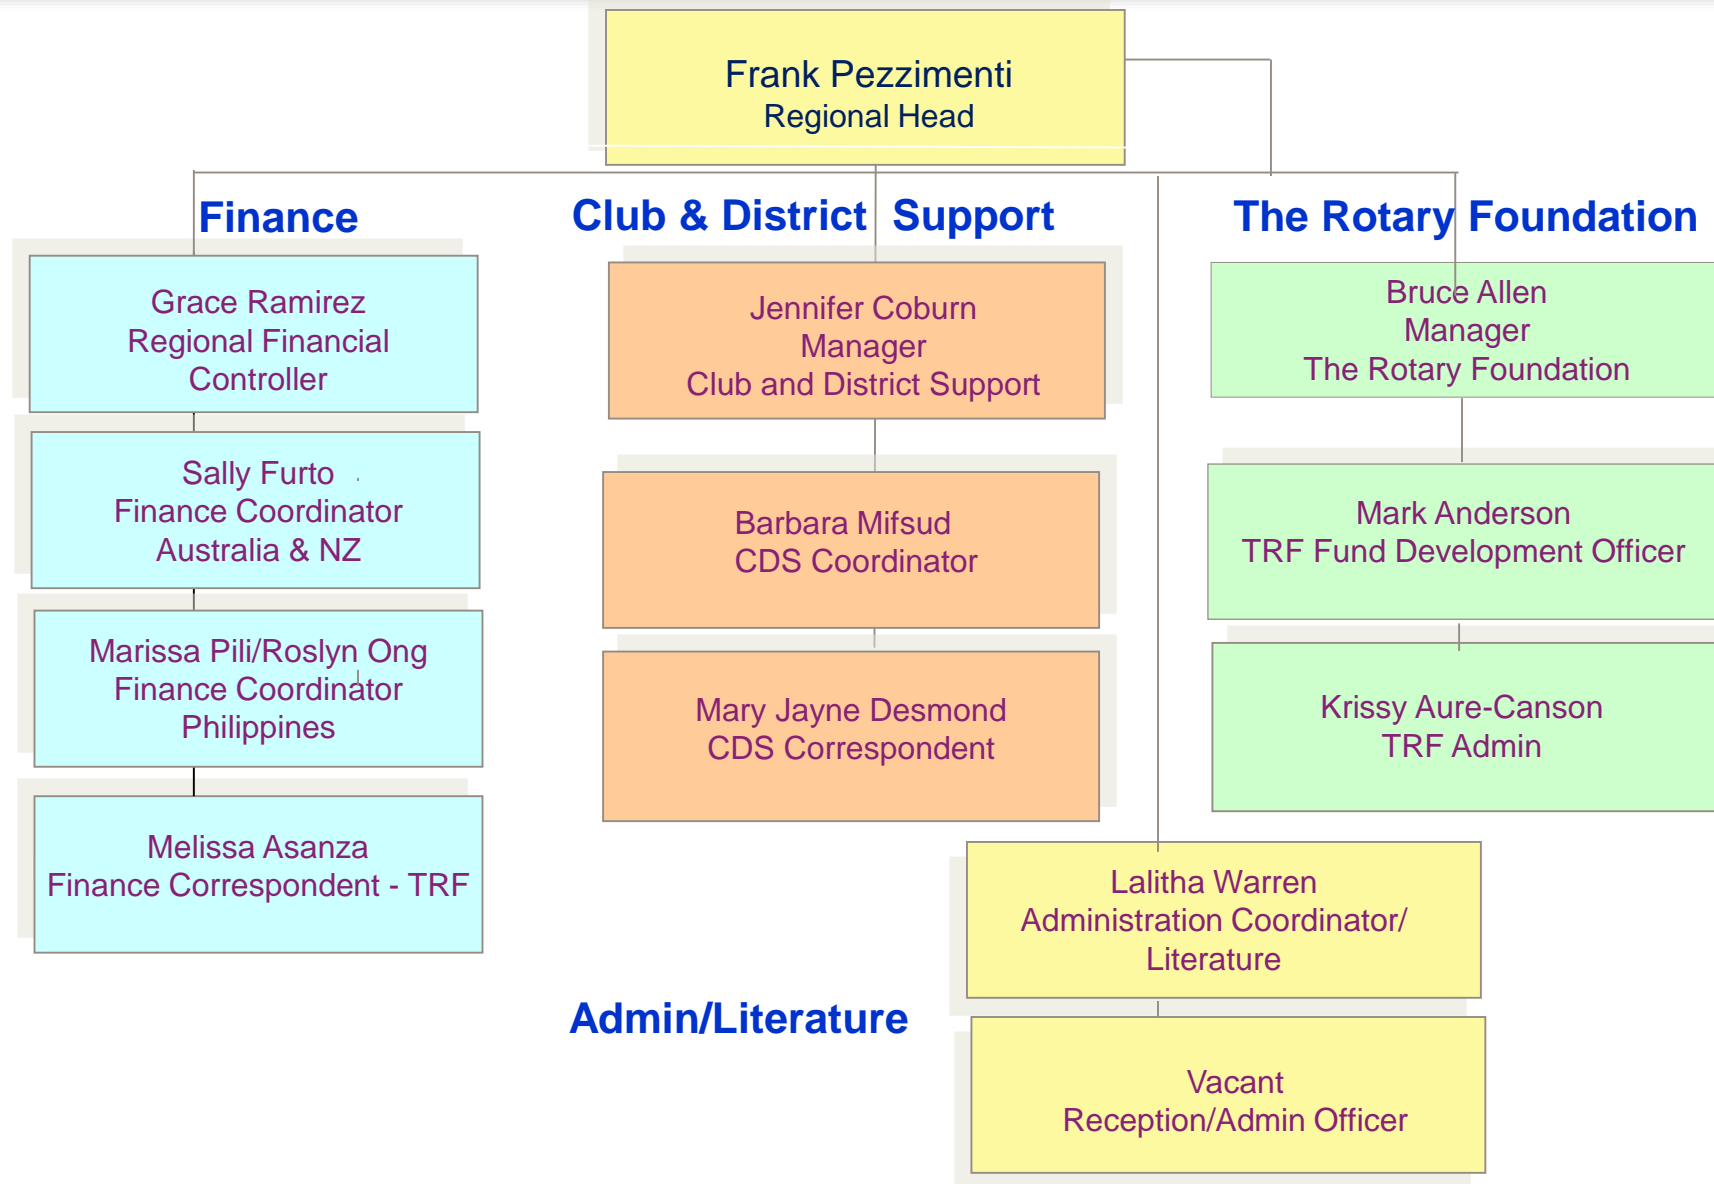 Frank Pezzimenti
Regional Head
Finance
Grace Ramirez
Regional Financial
Controller
Sally Furto
Finance Coordinator
Australia & NZ
Marissa Pili/Roslyn Ong
Finance Coordinator
Philippines
Melissa Asanza
Finance Correspondent - TRF
Club & District Support
Jennifer Coburn
Manager
Club and District Support
Barbara Mifsud
CDS Coordinator
Mary Jayne Desmond
CDS Correspondent
The Rotary Foundation
Bruce Allen
Manager
The Rotary Foundation
Mark Anderson
TRF Fund Development Officer
Krissy Aure-Canson
TRF Admin
Admin/Literature
Lalitha Warren
Administration Coordinator/
Literature
Vacant
Reception/Admin Officer